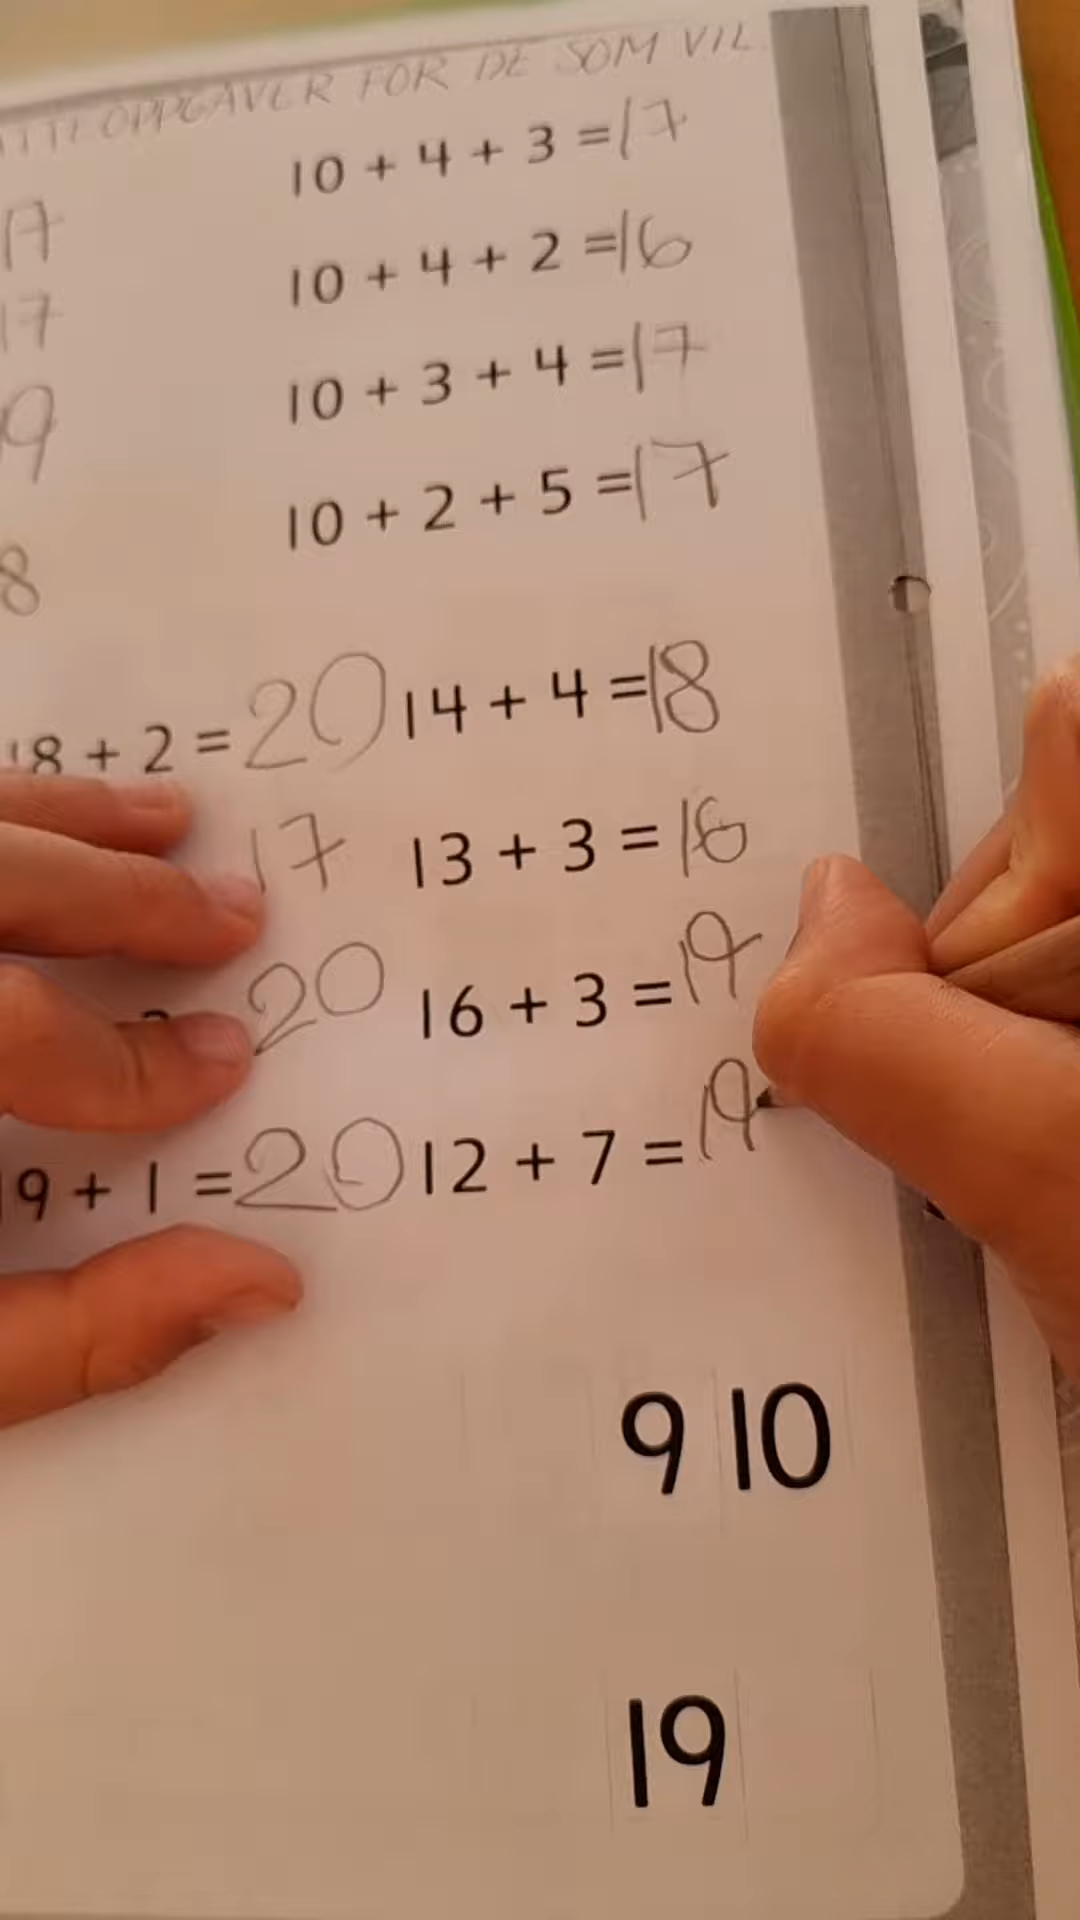 OPPGAVER FOR DE SOM VIL
10 + 4 + 3 = 17
17
10 + 4 + 2 = 16
17
10 + 3 + 4 = 17
9
10 + 2 + 5 = 17
8
18 + 2 = 20 14 + 4 = 18
17 13 + 3 = 16
20 16 + 3 = 19
19 + 1 = 20 12 + 7 = 19
9 10
19